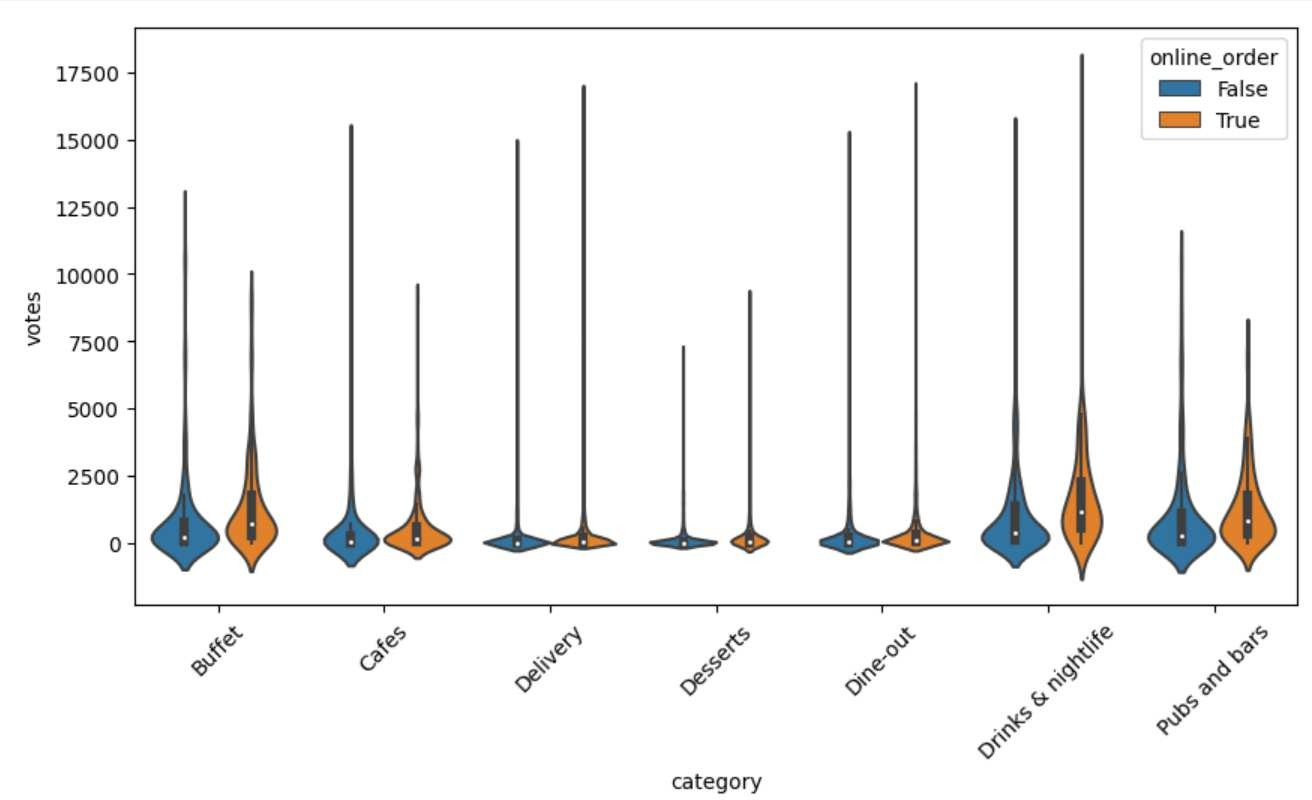 online_order
False
True
17500
15000
12500
10000
7500
5000
2500
0
votes
Buffet
Cafes
Delivery
Desserts
Dine-out
Drinks & nightlife
Pubs and bars
category